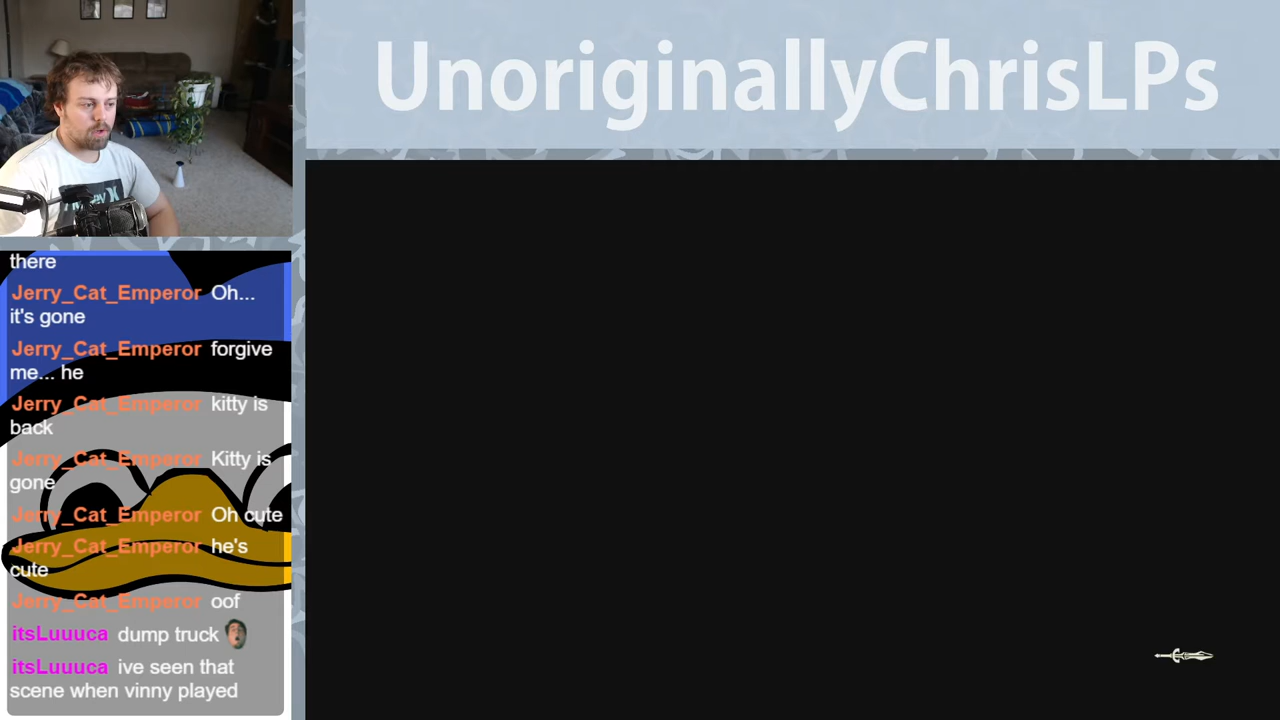 UnoriginallyChrisLPs
there
Jerry_Cat_Emperor Oh...
it's gone
Jerry_Cat_Emperor forgive
me... he
Jerry_Cat_Emperor kitty is
back
Jerry_Cat_Emperor Kitty is
gone
Jerry_Cat_Emperor Oh cute
Jerry_Cat_Emperor he's
cute
Jerry_Cat_Emperor oof
itsLuuuca dump truck
itsLuuuca ive seen that
scene when vinny played